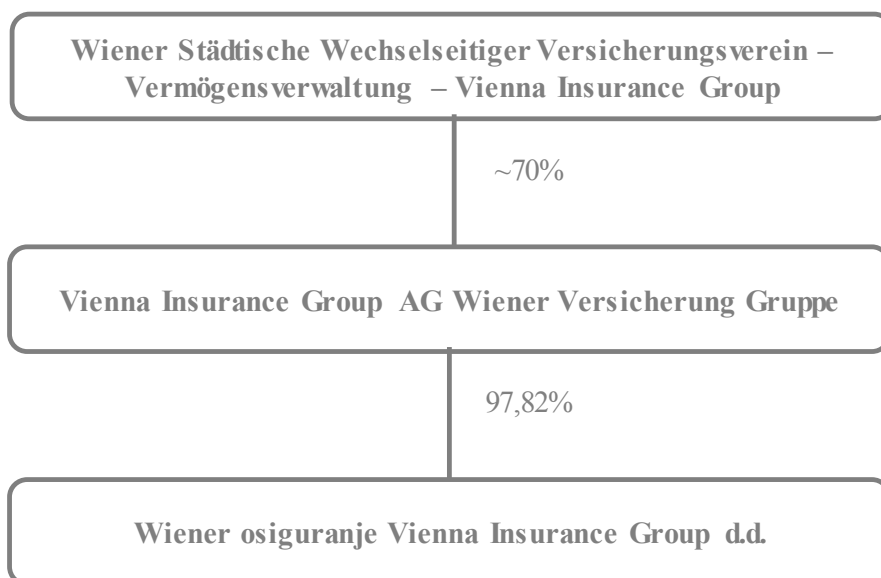 Wiener Städtische Wechselseitiger Versicherungsverein –
Vermögensverwaltung – Vienna Insurance Group
~70%
Vienna Insurance Group AG Wiener Versicherung Gruppe
97,82%
Wiener osiguranje Vienna Insurance Group d.d.